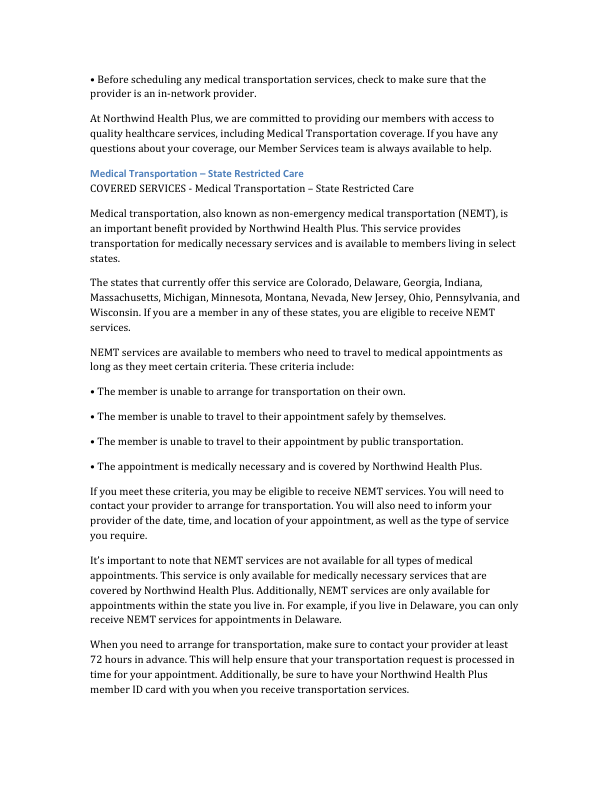 • Before scheduling any medical transportation services, check to make sure that the
provider is an in-network provider.
At Northwind Health Plus, we are committed to providing our members with access to
quality healthcare services, including Medical Transportation coverage. If you have any
questions about your coverage, our Member Services team is always available to help.
Medical Transportation – State Restricted Care
COVERED SERVICES - Medical Transportation – State Restricted Care
Medical transportation, also known as non-emergency medical transportation (NEMT), is
an important benefit provided by Northwind Health Plus. This service provides
transportation for medically necessary services and is available to members living in select
states.
The states that currently offer this service are Colorado, Delaware, Georgia, Indiana,
Massachusetts, Michigan, Minnesota, Montana, Nevada, New Jersey, Ohio, Pennsylvania, and
Wisconsin. If you are a member in any of these states, you are eligible to receive NEMT
services.
NEMT services are available to members who need to travel to medical appointments as
long as they meet certain criteria. These criteria include:
• The member is unable to arrange for transportation on their own.
• The member is unable to travel to their appointment safely by themselves.
• The member is unable to travel to their appointment by public transportation.
• The appointment is medically necessary and is covered by Northwind Health Plus.
If you meet these criteria, you may be eligible to receive NEMT services. You will need to
contact your provider to arrange for transportation. You will also need to inform your
provider of the date, time, and location of your appointment, as well as the type of service
you require.
It's important to note that NEMT services are not available for all types of medical
appointments. This service is only available for medically necessary services that are
covered by Northwind Health Plus. Additionally, NEMT services are only available for
appointments within the state you live in. For example, if you live in Delaware, you can only
receive NEMT services for appointments in Delaware.
When you need to arrange for transportation, make sure to contact your provider at least
72 hours in advance. This will help ensure that your transportation request is processed in
time for your appointment. Additionally, be sure to have your Northwind Health Plus
member ID card with you when you receive transportation services.